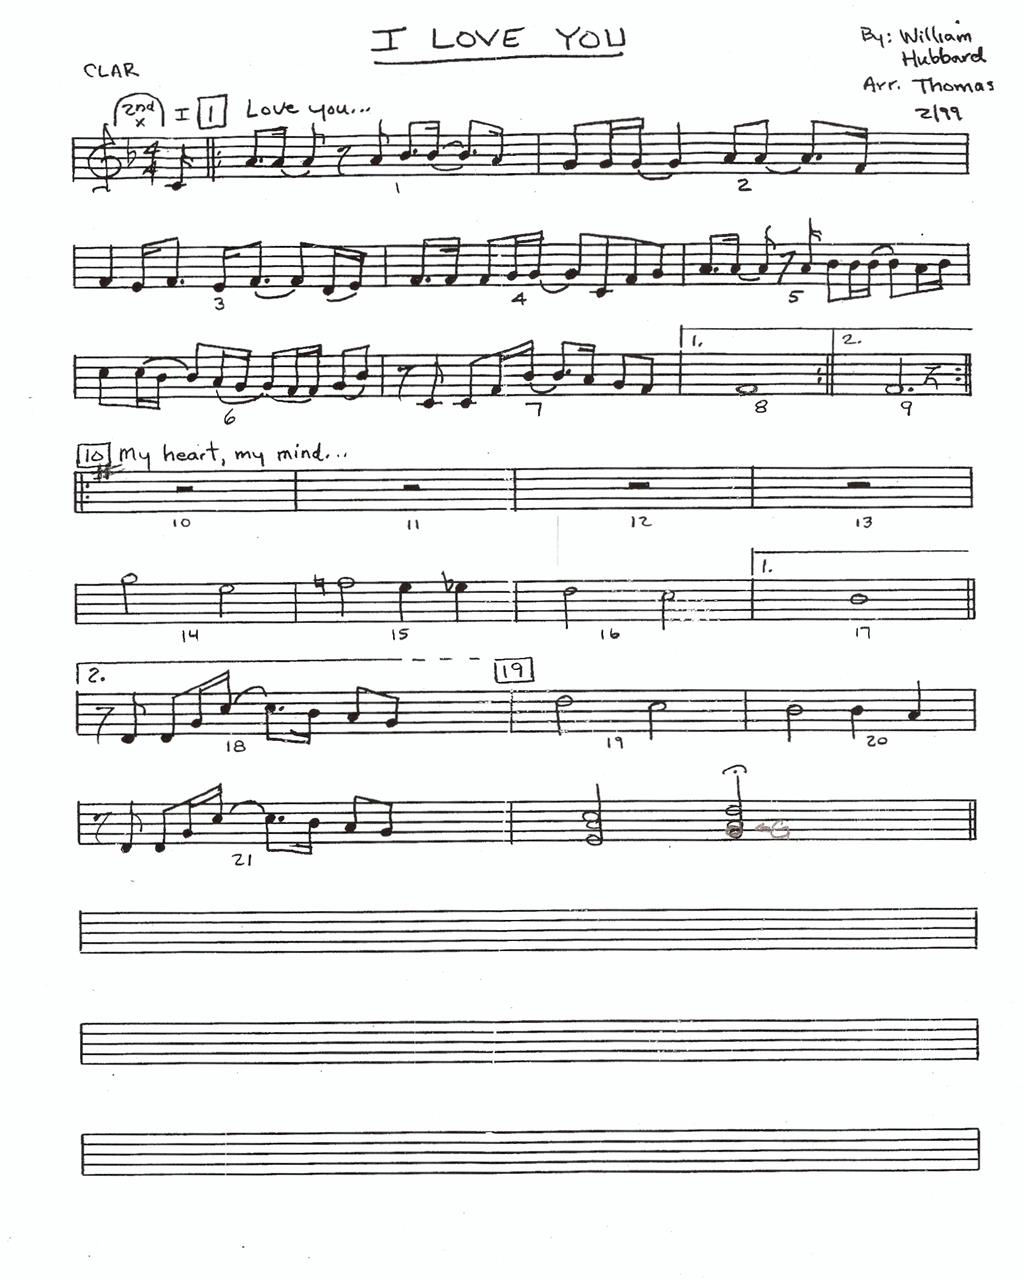 I LOVE YOU
By: William
Hubbard
CLAR
Arr. Thomas
2/99
2nd x I 1 Love you...
4
4
1 2
3 4 5
1. 2.
6 7 8 9
10 My heart, my mind...
10 11 12 13
1.
14 15 16 17
2. 19
18 19 20
G
21